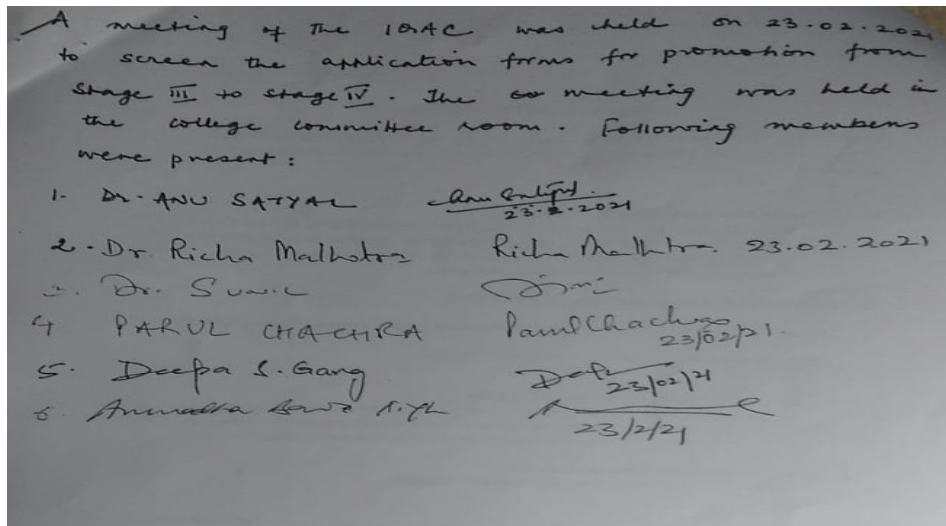 A meeting of the IQAC was held on 23.02.2021
to screen the application forms for promotion from
stage III to stage IV. The meeting was held in
the college committee room. Following members
were present:
1. Dr. ANU SATYAL
23.2.2021
2. Dr. Richa Malhotra Richa Malhotra 23.02.2021
Dr. Sunil
4 PARUL CHACHRA Parul Chachra
23/02/21.
5. Deepa S. Garg
23/02/21
6.
23/2/21